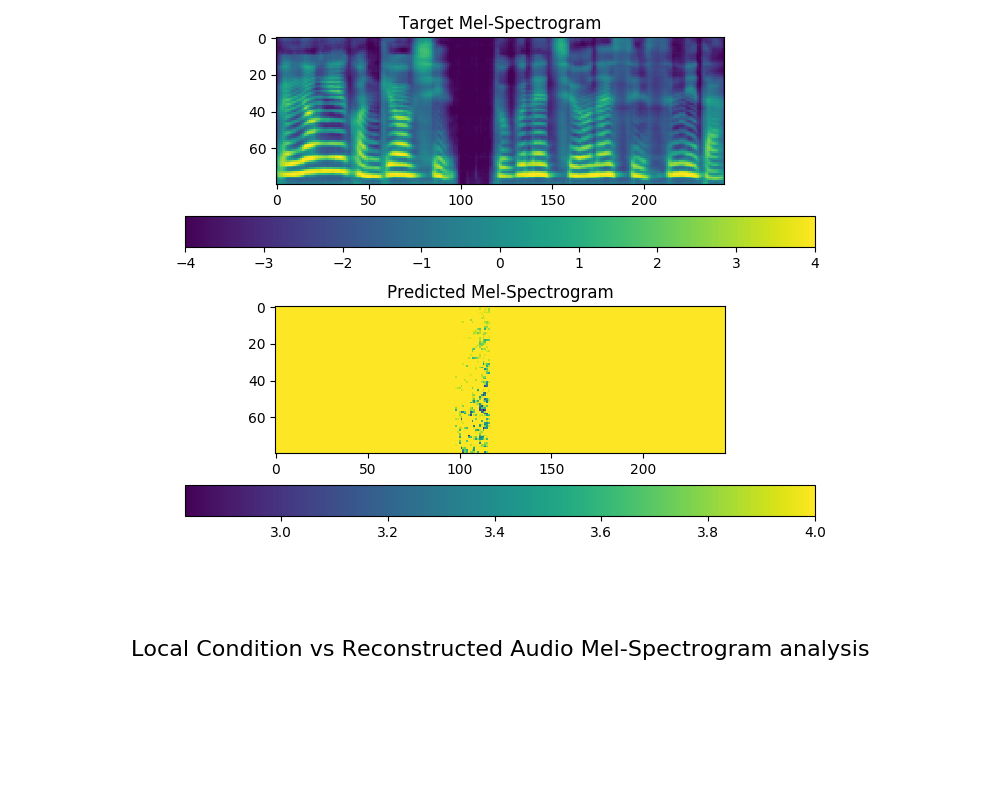 Target Mel-Spectrogram
0
20
40
60
0 50 100 150 200
−4 −3 −2 −1 0 1 2 3 4
Predicted Mel-Spectrogram
0
20
40
60
0 50 100 150 200
3.0 3.2 3.4 3.6 3.8 4.0
Local Condition vs Reconstructed Audio Mel-Spectrogram analysis